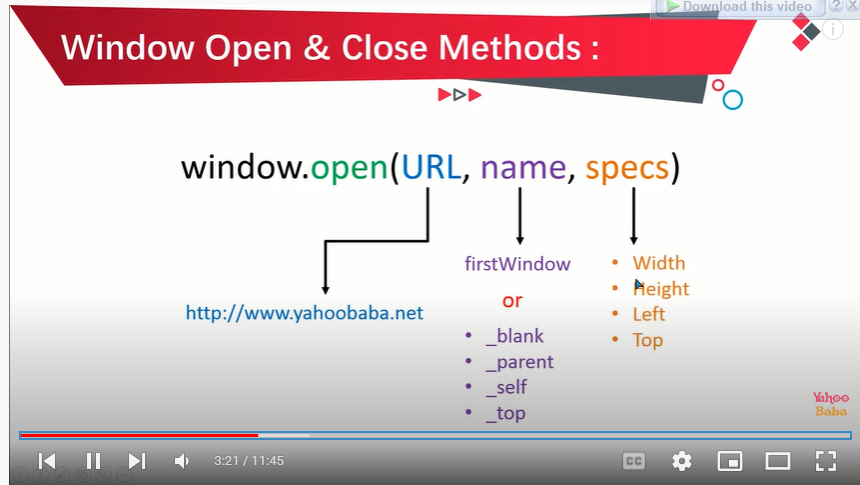 Download this video
Window Open & Close Methods :
window.open(URL, name, specs)
firstWindow
or
• _blank
• _parent
• _self
• _top
• Width
• Height
• Left
• Top
http://www.yahoobaba.net
Yahoo
Baba
3:21 / 11:45
CC